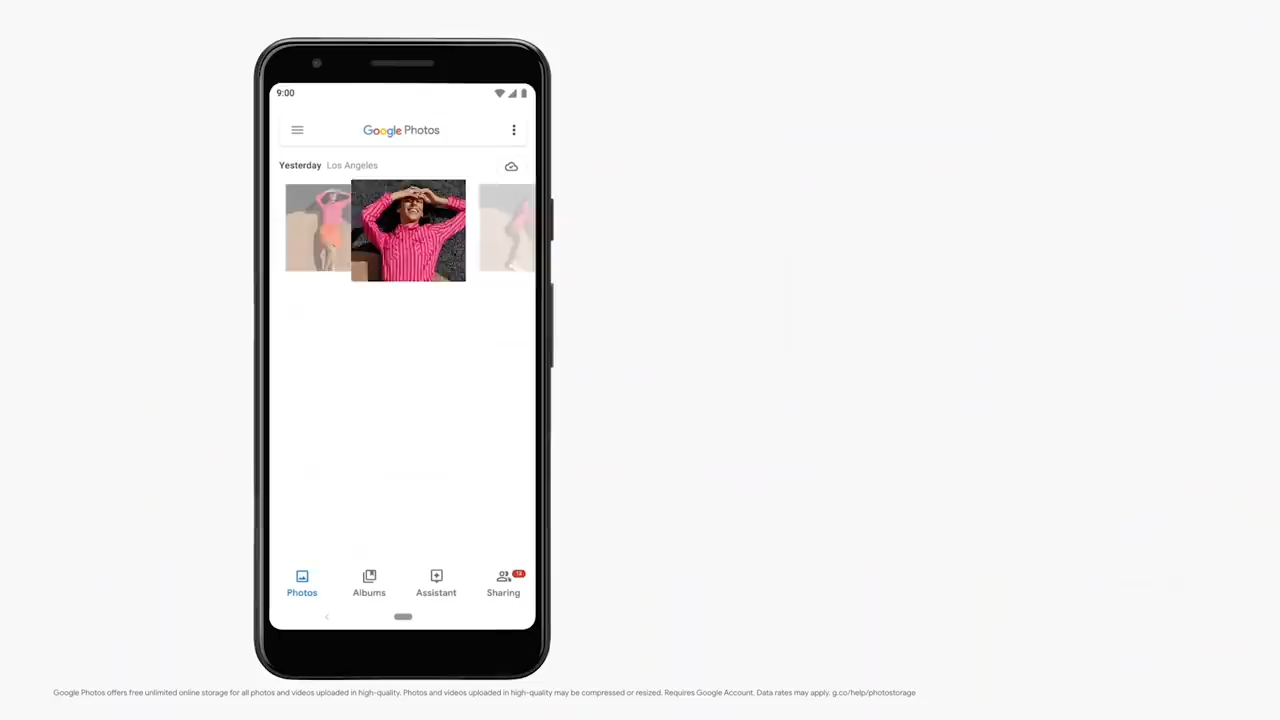 9:00
Google Photos
Yesterday Los Angeles
Photos Albums Assistant Sharing
Google Photos offers free unlimited online storage for all photos and videos uploaded in high-quality. Photos and videos uploaded in high-quality may be compressed or resized. Requires Google Account. Data rates may apply. g.co/help/photostorage